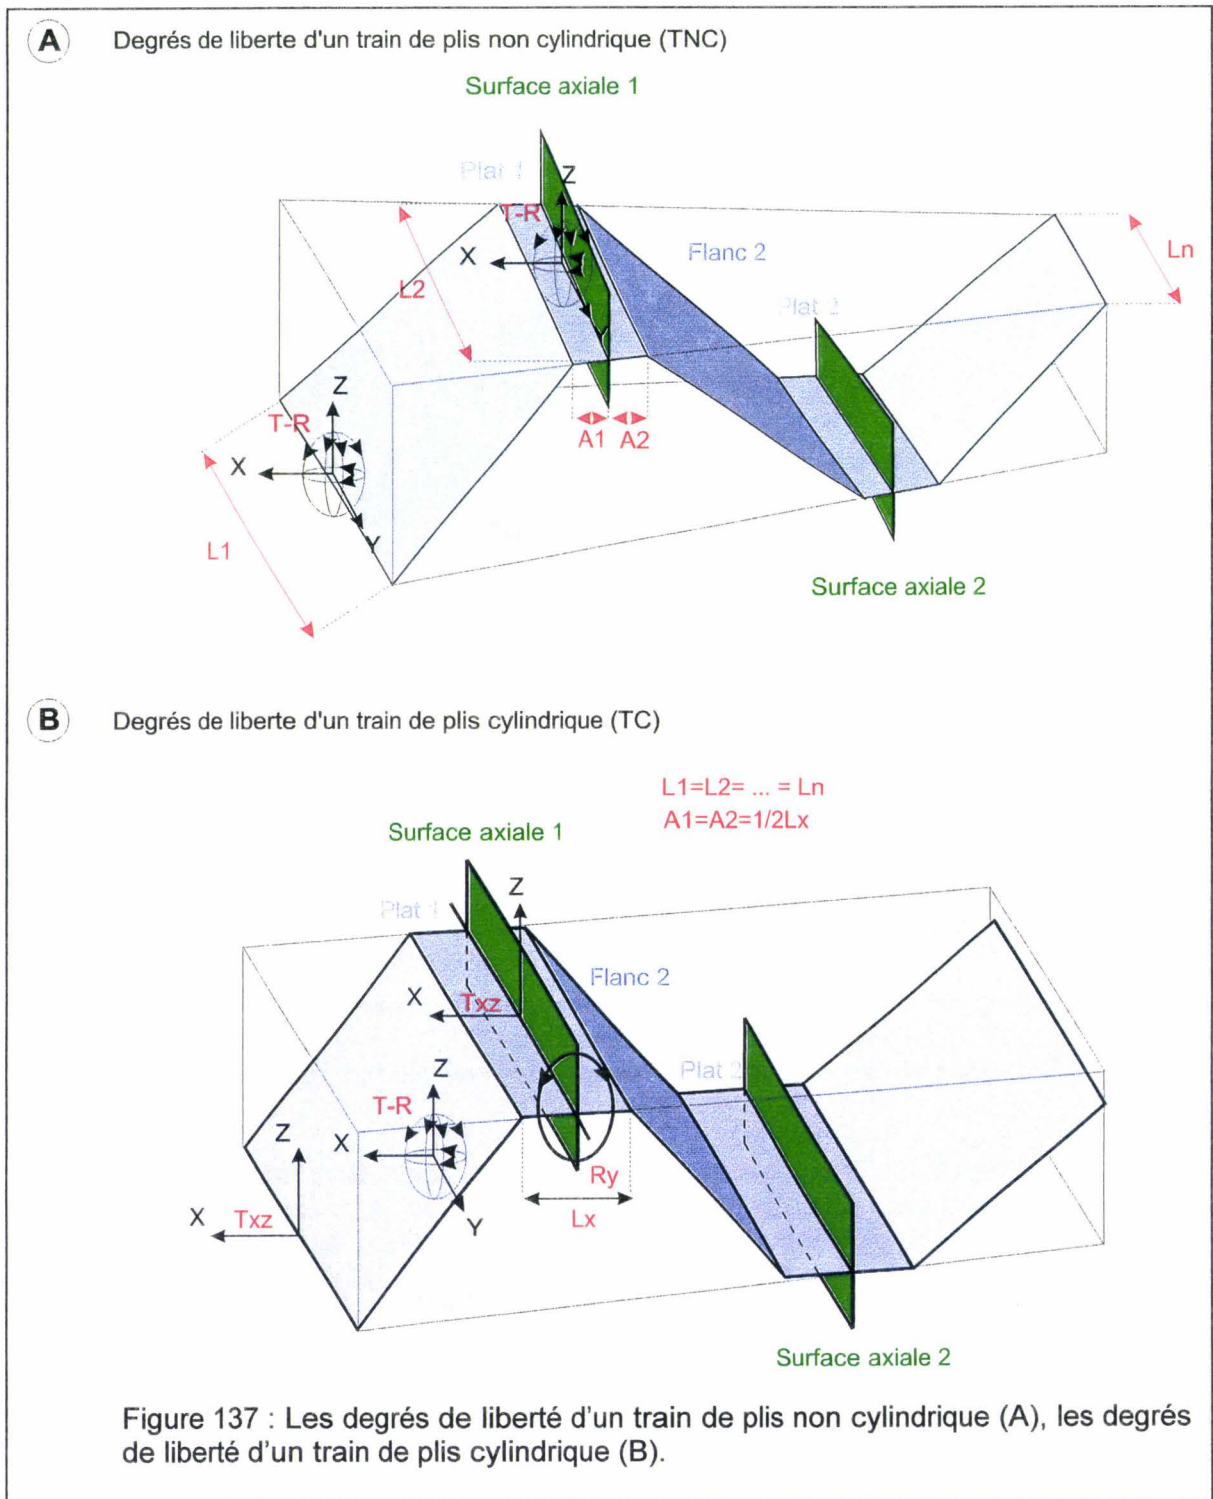 A
Degrés de liberte d'un train de plis non cylindrique (TNC)
Surface axiale 1
Plat 1
Z
T-R
X
Y
Flanc 2
Ln
L2
Plat 2
Z
T-R
X
Y
A1
A2
L1
Surface axiale 2
B
Degrés de liberte d'un train de plis cylindrique (TC)
L1=L2= ... = Ln
A1=A2=1/2Lx
Surface axiale 1
Z
Plat 1
Flanc 2
X
Txz
Z
Plat 2
T-R
Z
X
Ry
X
Txz
Y
Lx
Surface axiale 2
Figure 137 : Les degrés de liberté d'un train de plis non cylindrique (A), les degrés
de liberté d'un train de plis cylindrique (B).